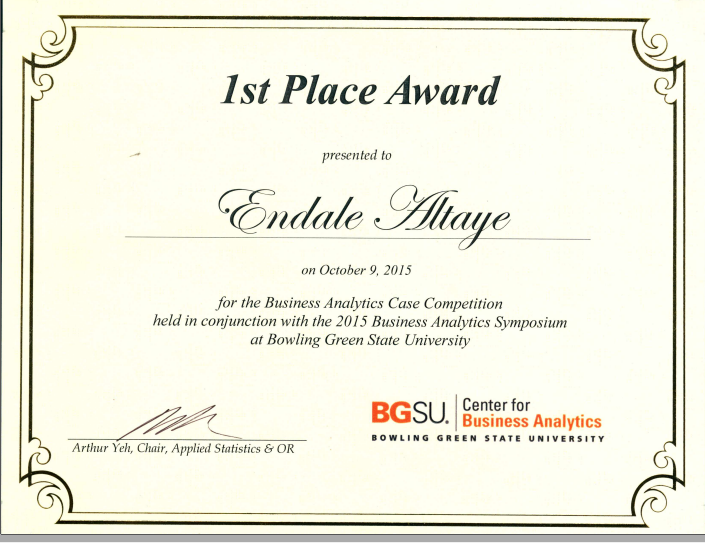 1st Place Award
presented to
Endale Altaye
on October 9, 2015
for the Business Analytics Case Competition
held in conjunction with the 2015 Business Analytics Symposium
at Bowling Green State University
Arthur Yeh, Chair, Applied Statistics & OR
BGSU. Center for
Business Analytics
BOWLING GREEN STATE UNIVERSITY